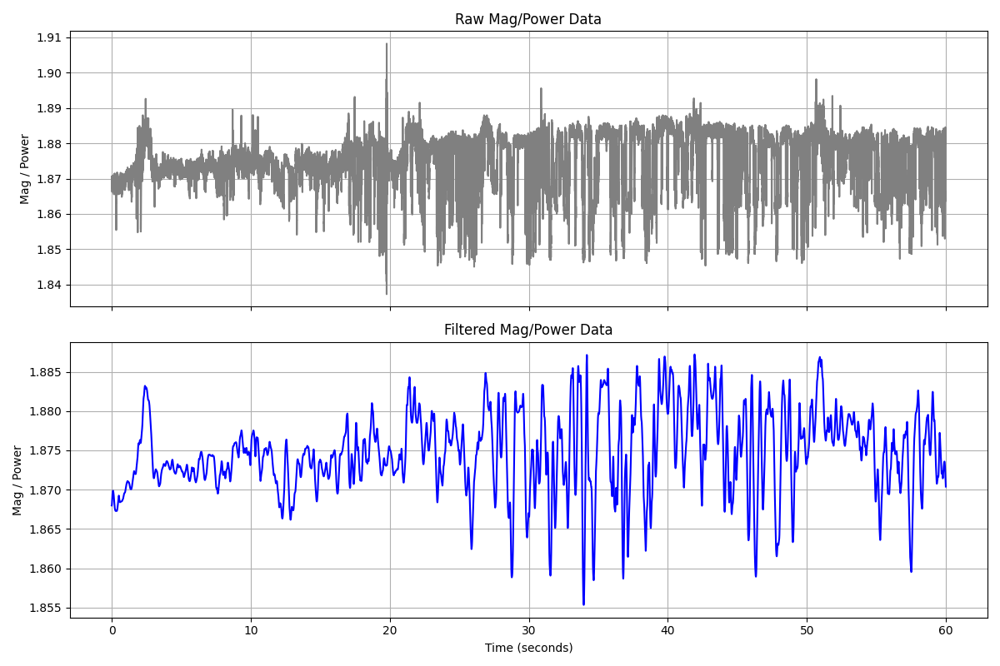 Raw Mag/Power Data
1.91
1.90
1.89
1.88
1.87
1.86
1.85
1.84
Mag / Power
Filtered Mag/Power Data
1.885
1.880
1.875
1.870
1.865
1.860
1.855
Mag / Power
0 10 20 30 40 50 60
Time (seconds)